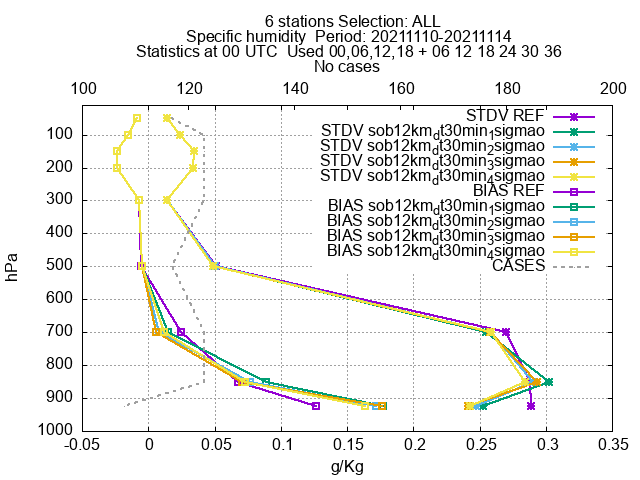 6 stations Selection: ALL
Specific humidity  Period: 20211110-20211114
Statistics at 00 UTC  Used 00,06,12,18 + 06 12 18 24 30 36
No cases
100 120 140 160 180 200
STDV REF
STDV sob12km_dt30min_1sigmao
STDV sob12km_dt30min_2sigmao
STDV sob12km_dt30min_3sigmao
STDV sob12km_dt30min_4sigmao
BIAS REF
BIAS sob12km_dt30min_1sigmao
BIAS sob12km_dt30min_2sigmao
BIAS sob12km_dt30min_3sigmao
BIAS sob12km_dt30min_4sigmao
CASES
100
200
300
400
500
600
700
800
900
1000
hPa
-0.05 0 0.05 0.1 0.15 0.2 0.25 0.3 0.35
g/Kg